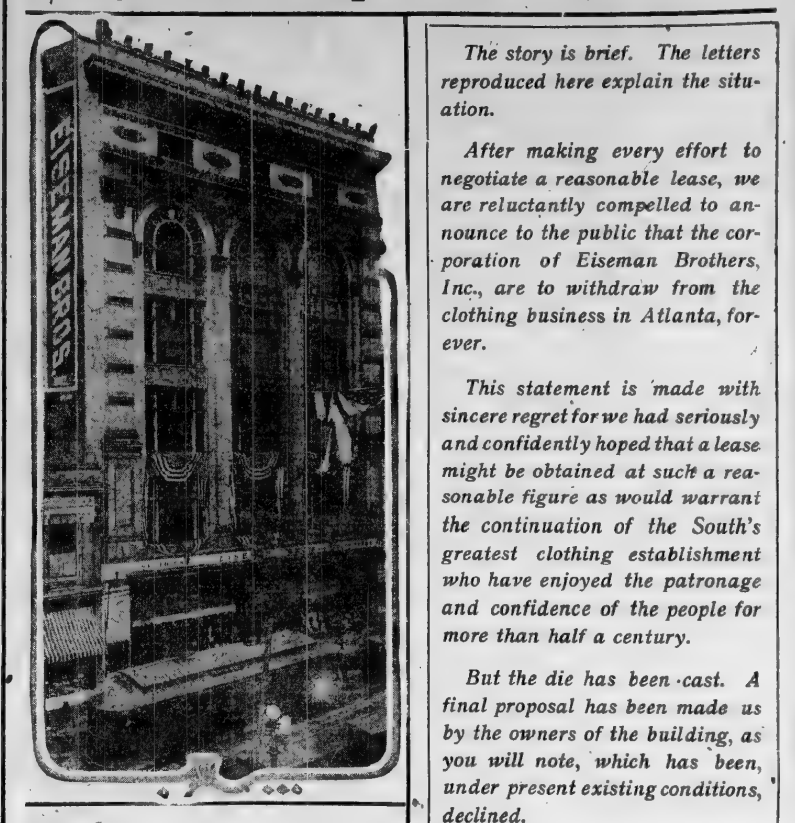 EISEMAN BROS.
The story is brief. The letters
reproduced here explain the situ-
ation.
After making every effort to
negotiate a reasonable lease, we
are reluctantly compelled to an-
nounce to the public that the cor-
poration of Eiseman Brothers,
Inc., are to withdraw from the
clothing business in Atlanta, for-
ever.
This statement is made with
sincere regret for we had seriously
and confidently hoped that a lease
might be obtained at such a rea-
sonable figure as would warrant
the continuation of the South's
greatest clothing establishment
who have enjoyed the patronage
and confidence of the people for
more than half a century.
But the die has been cast. A
final proposal has been made us
by the owners of the building, as
you will note, which has been,
under present existing conditions,
declined.